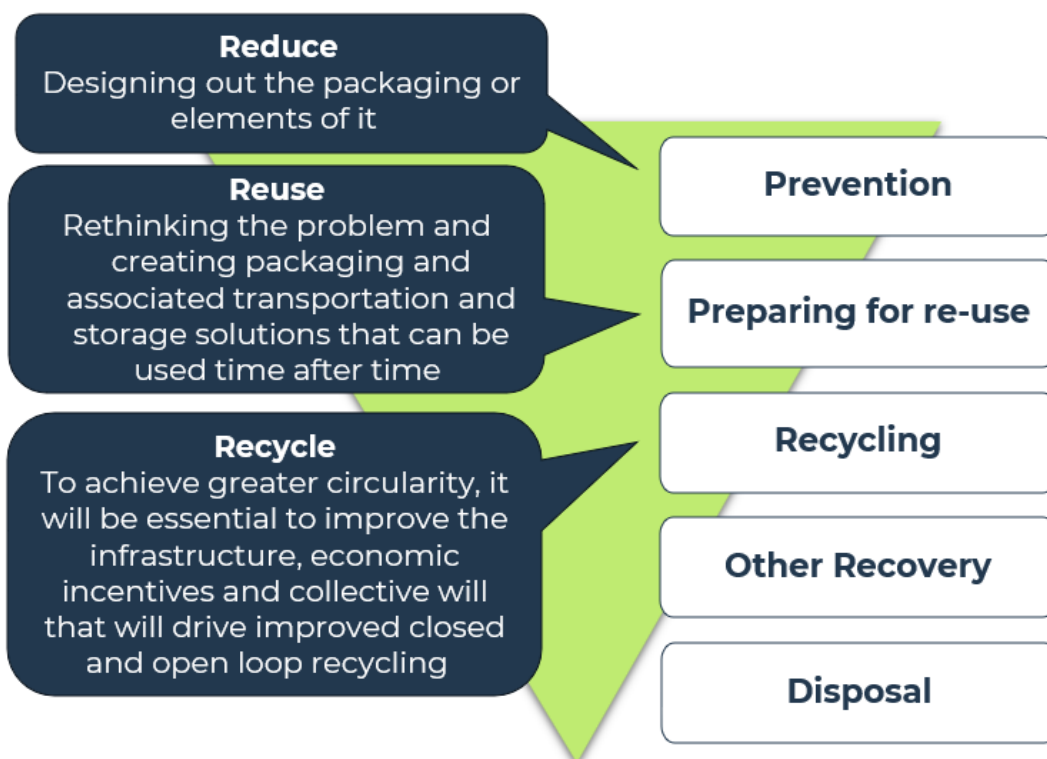 Reduce
Designing out the packaging or
elements of it
Prevention
Reuse
Rethinking the problem and
creating packaging and
associated transportation and
storage solutions that can be
used time after time
Preparing for re-use
Recycle
To achieve greater circularity, it
will be essential to improve the
infrastructure, economic
incentives and collective will
that will drive improved closed
and open loop recycling
Recycling
Other Recovery
Disposal